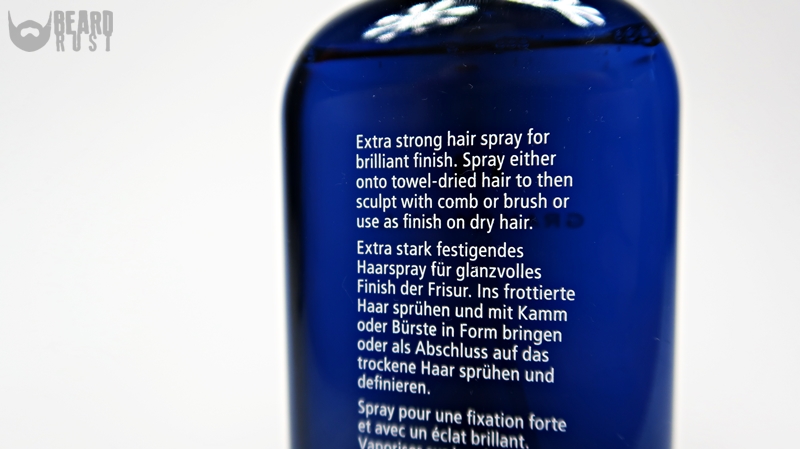 BEARD
RUST
Extra strong hair spray for
brilliant finish. Spray either
onto towel-dried hair to then
sculpt with comb or brush or
use as finish on dry hair.
Extra stark festigendes
Haarspray für glanzvolles
Finish der Frisur. Ins frottierte
Haar sprühen und mit Kamm
oder Bürste in Form bringen
oder als Abschluss auf das
trockene Haar sprühen und
definieren.
Spray pour une fixation forte
et avec un éclat brillant.